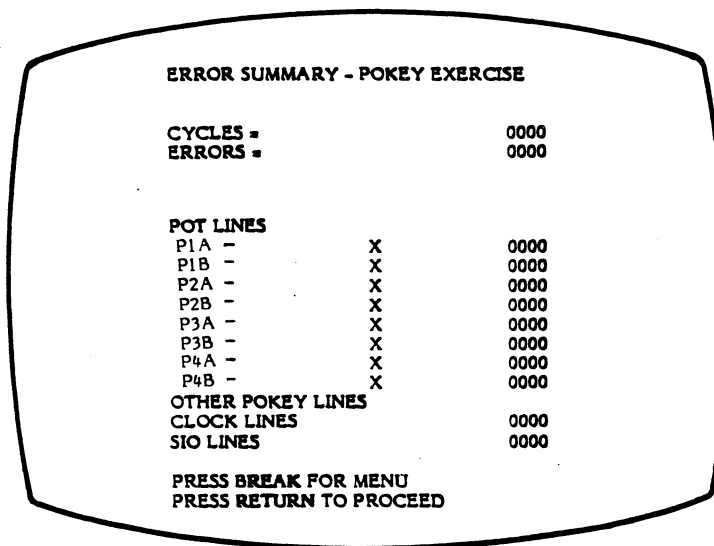 ERROR SUMMARY - POKEY EXERCISE
CYCLES = 0000
ERRORS = 0000
POT LINES
P1A - X 0000
P1B - X 0000
P2A - X 0000
P2B - X 0000
P3A - X 0000
P3B - X 0000
P4A - X 0000
P4B - X 0000
OTHER POKEY LINES
CLOCK LINES 0000
SIO LINES 0000
PRESS BREAK FOR MENU
PRESS RETURN TO PROCEED